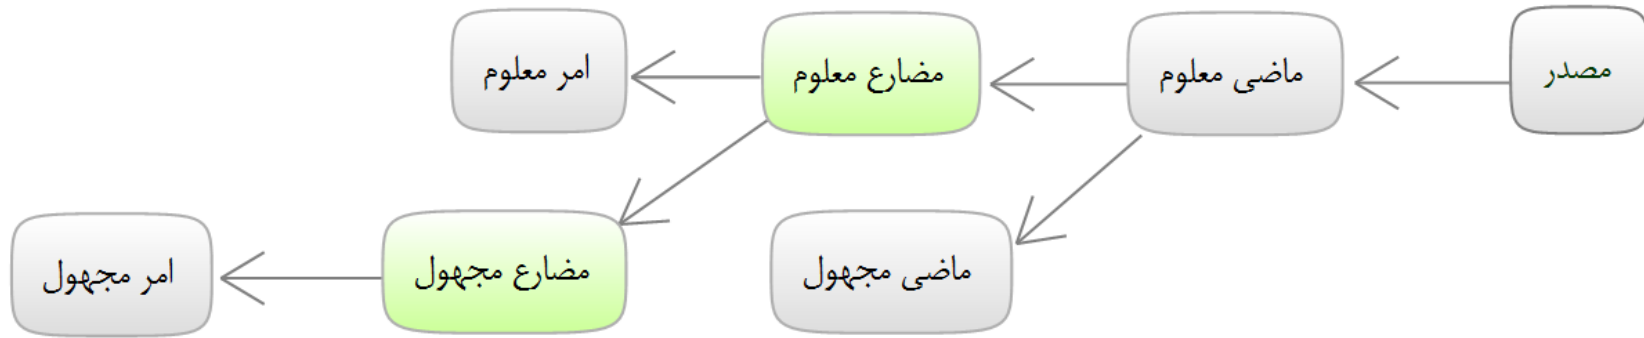 مصدر
ماضی معلوم
مضارع معلوم
امر معلوم
ماضی مجهول
مضارع مجهول
امر مجهول